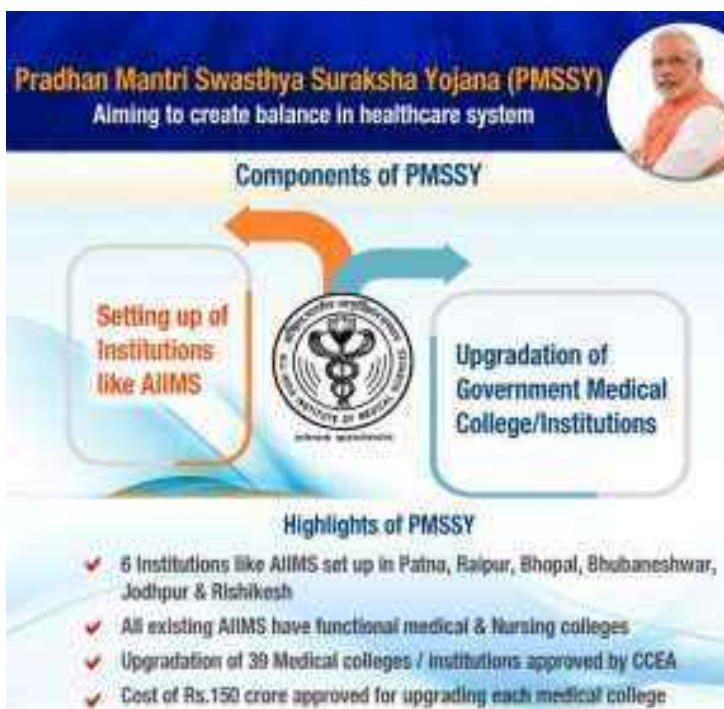 Pradhan Mantri Swasthya Suraksha Yojana (PMSSY)
Aiming to create balance in healthcare system
Components of PMSSY
Setting up of
Institutions
like AIIMS
Upgradation of
Government Medical
College/Institutions
Highlights of PMSSY
6 Institutions like AIIMS set up in Patna, Raipur, Bhopal, Bhubaneshwar,
Jodhpur & Rishikesh
All existing AIIMS have functional medical & Nursing colleges
Upgradation of 39 Medical colleges / institutions approved by CCEA
Cost of Rs.150 crore approved for upgrading each medical college